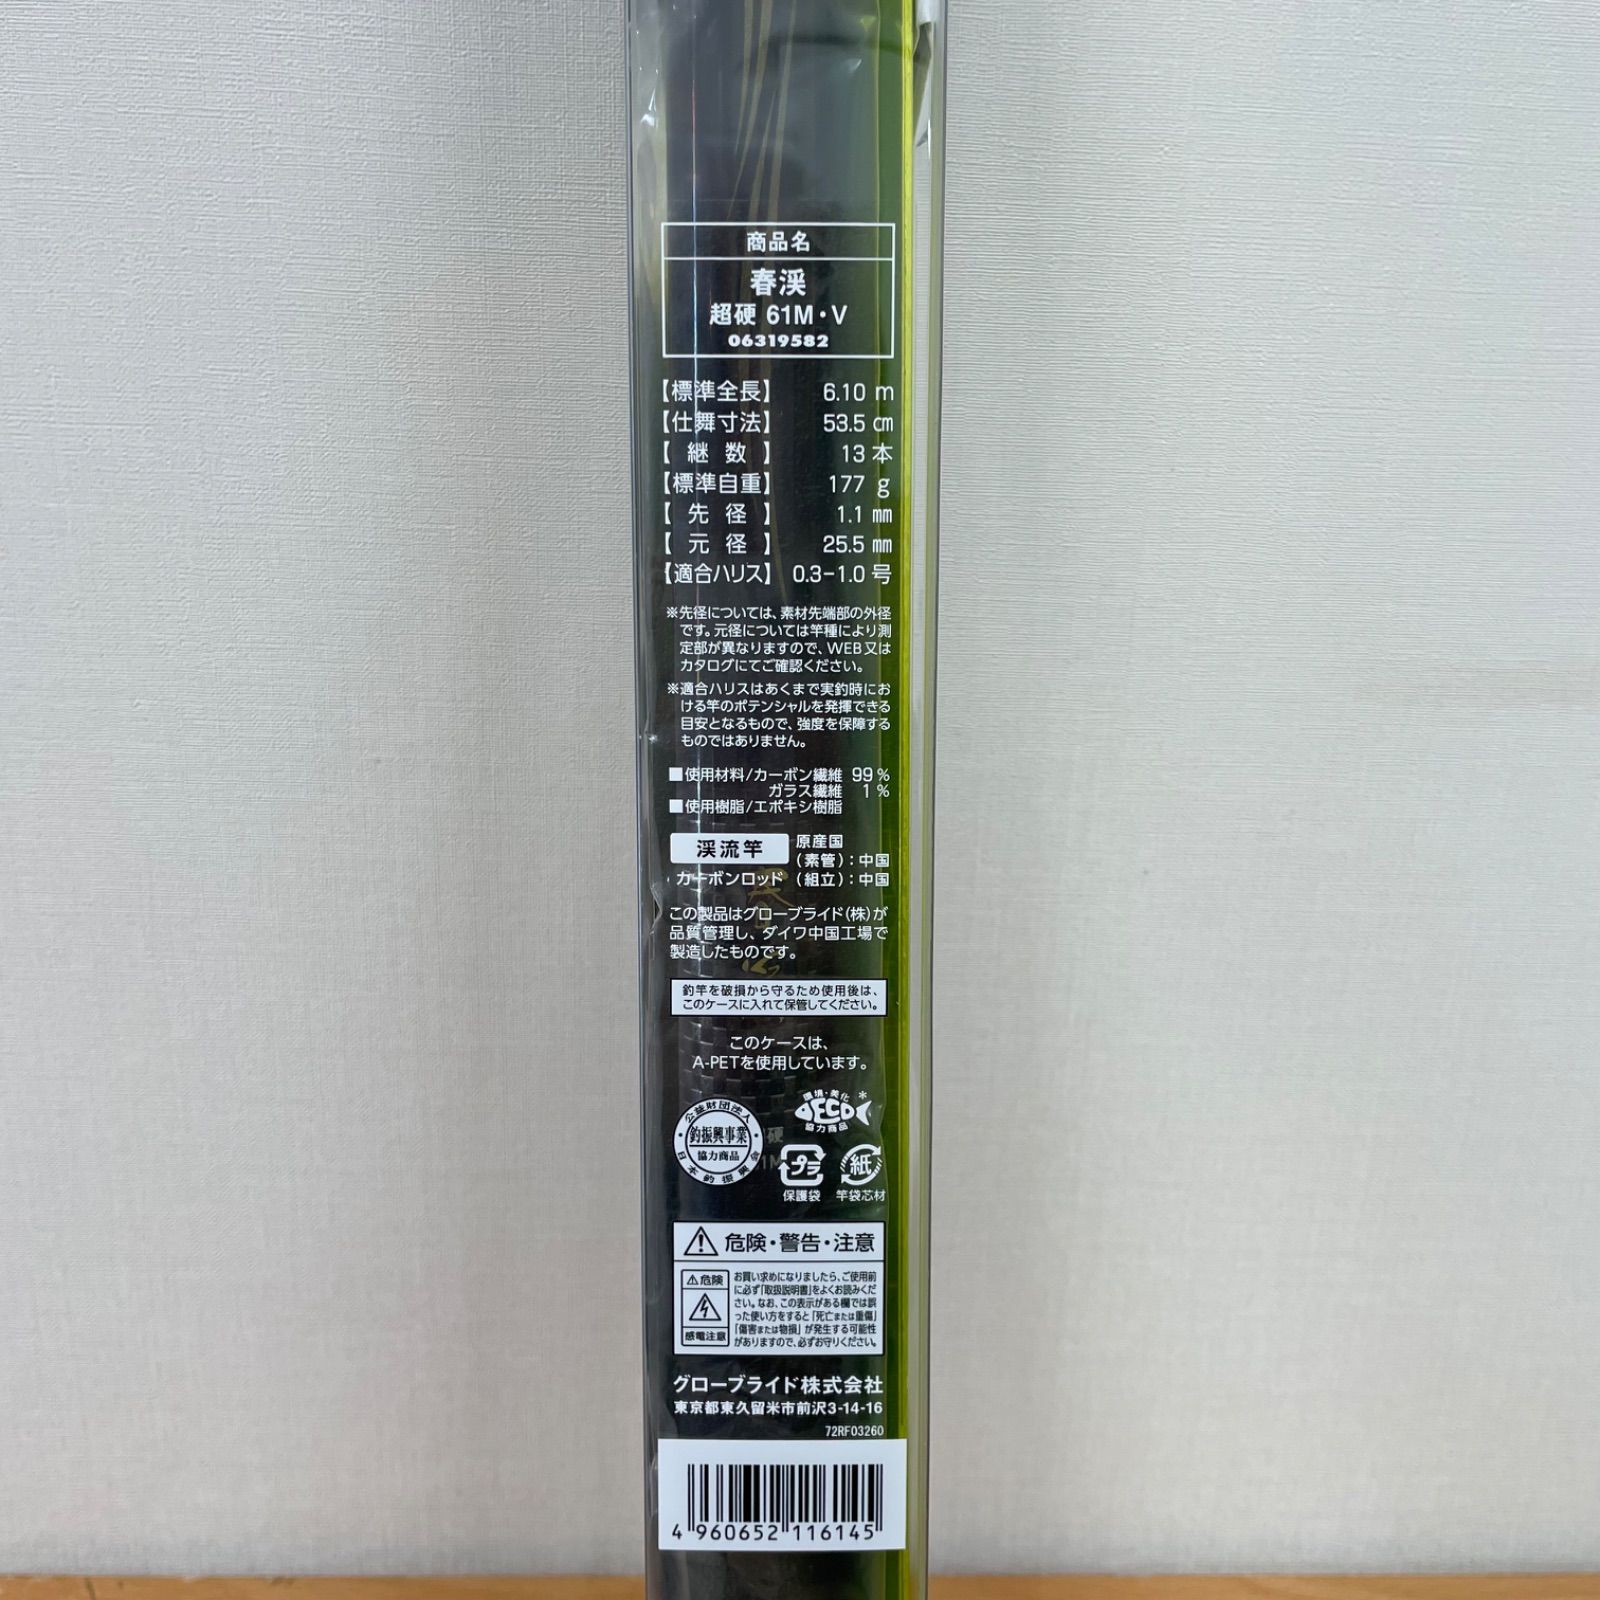 商品名
春渓
超硬 61M・V
06319582
【標準全長】 6.10 m
【仕舞寸法】 53.5 ㎝
【 継 数 】 13 本
【標準自重】 177 g
【 先 径 】 1.1 ㎜
【 元 径 】 25.5 ㎜
【適合ハリス】 0.3-1.0 号
※先径については、素材先端部の外径
です。元径については竿種により測
定部が異なりますので、WEB又は
カタログにてご確認ください。
※適合ハリスはあくまで実釣時にお
ける竿のポテンシャルを発揮できる
目安となるもので、強度を保障する
ものではありません。
■使用材料/カーボン繊維 99%
ガラス繊維 1%
■使用樹脂/エポキシ樹脂
渓流竿
カーボンロッド
原産国
(素管):中国
(組立):中国
この製品はグローブライド(株)が
品質管理し、ダイワ中国工場で
製造したものです。
釣竿を破損から守るため使用後は、
このケースに入れて保管してください。
このケースは、
A-PETを使用しています。
公益財団法人
釣振興事業
協力商品
日本釣振興会
環境・美化
ECO
協力商品
プラ
保護袋
紙
竿袋芯材
硬
1M
危険・警告・注意
危険
感電注意
お買い求めになりましたら、ご使用前
に必ず「取扱説明書」をよくお読みくだ
さい。なお、この表示がある欄では誤
った使い方をすると「死亡または重傷」
「傷害または物損」が発生する可能性
がありますので、必ずお守りください。
グローブライド株式会社
東京都東久留米市前沢3-14-16
72RF03260
4 960652 116145